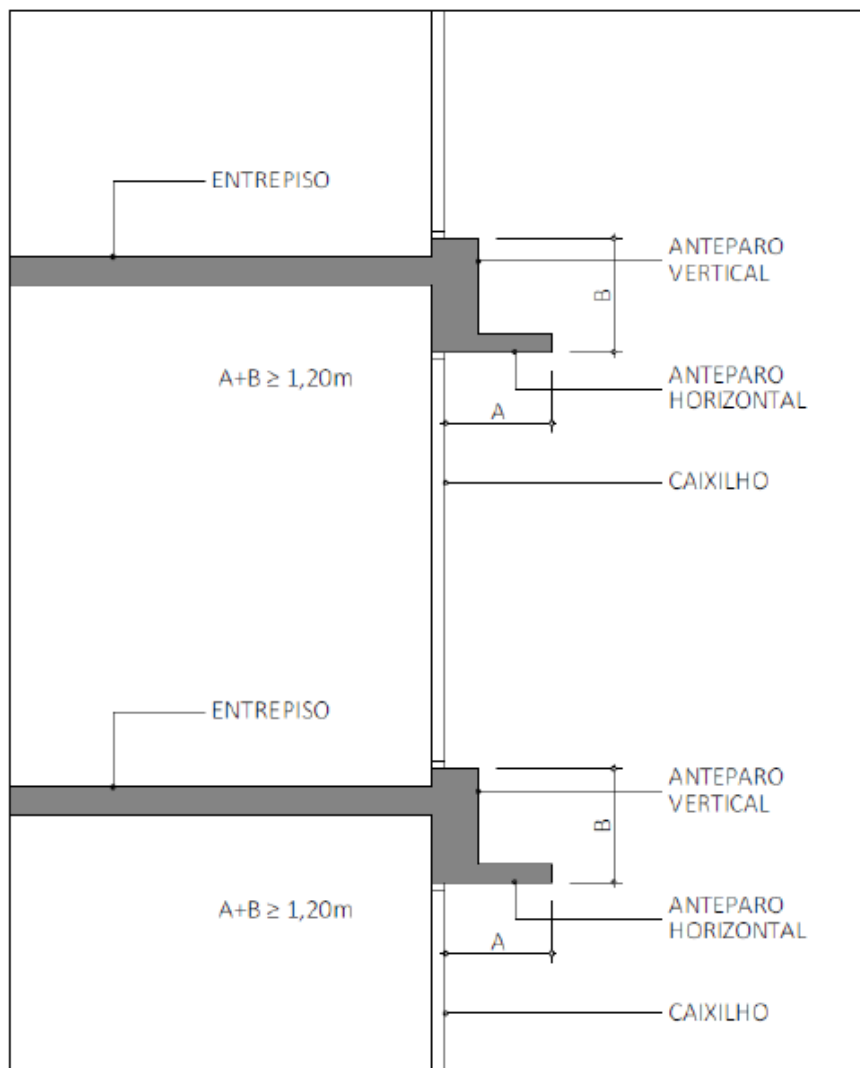 ENTREPISO
ANTEPARO
VERTICAL
B
A+B ≥ 1,20m
ANTEPARO
HORIZONTAL
A
CAIXILHO
ENTREPISO
ANTEPARO
VERTICAL
B
A+B ≥ 1,20m
ANTEPARO
HORIZONTAL
A
CAIXILHO